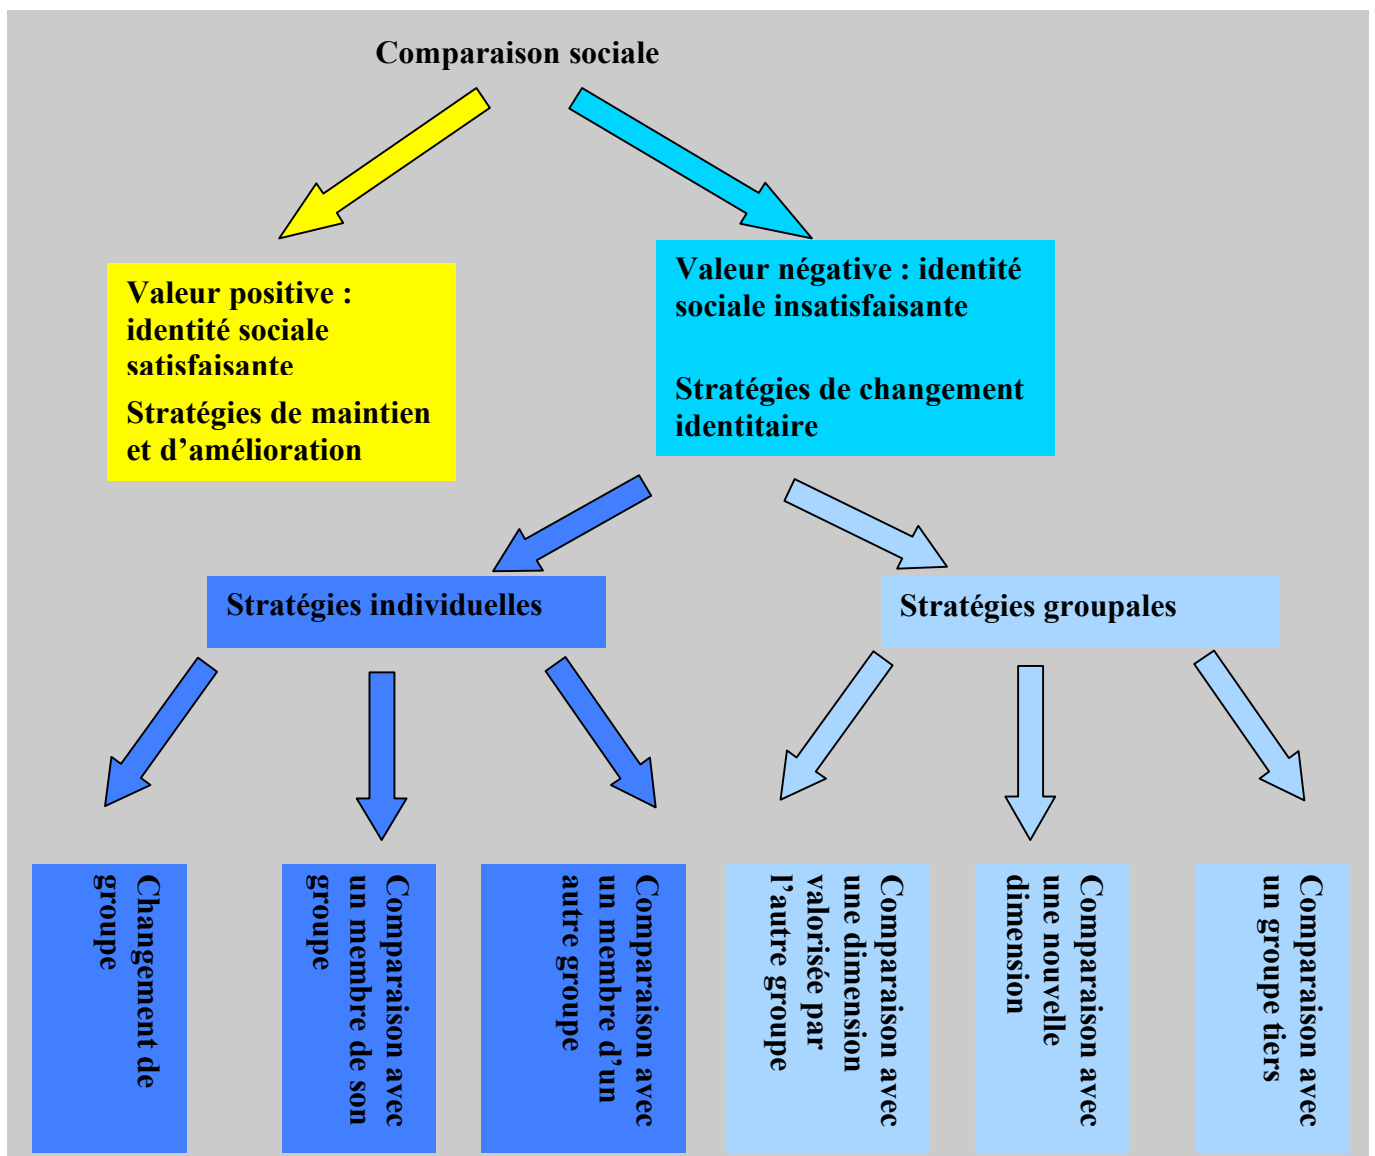 Comparaison sociale
Valeur positive :
identité sociale
satisfaisante
Stratégies de maintien
et d’amélioration
Valeur négative : identité
sociale insatisfaisante
Stratégies de changement
identitaire
Stratégies individuelles
Stratégies groupales
Changement de
groupe
Comparaison avec
un membre de son
groupe
Comparaison avec
un membre d’un
autre groupe
Comparaison avec
une dimension
valorisée par
l’autre groupe
Comparaison avec
une nouvelle
dimension
Comparaison avec
un groupe tiers